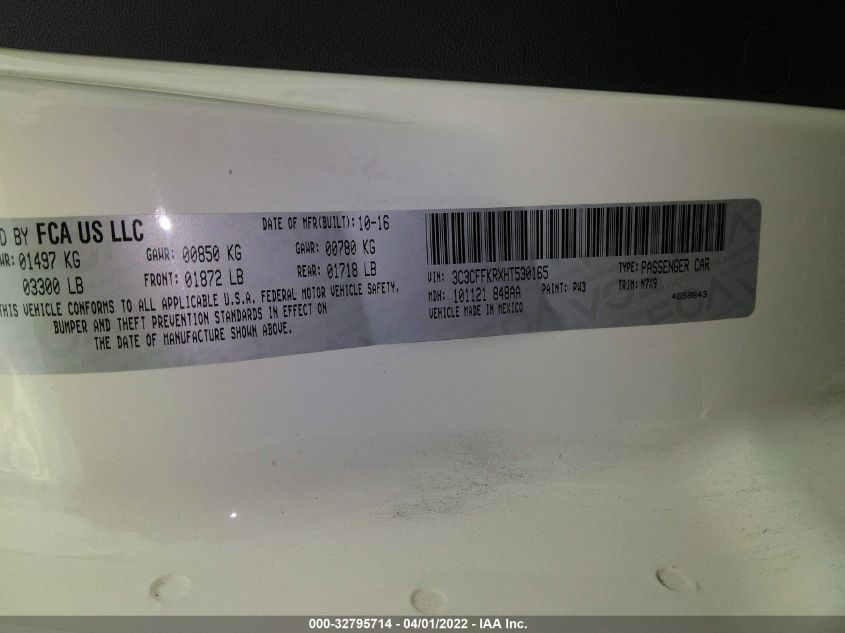 D BY FCA US LLC
DATE OF MFR(BUILT): 10-16
WR: 01497 KG
GAWR: 00850 KG
GAWR: 00780 KG
03300 LB
FRONT: 01872 LB
REAR: 01718 LB
THIS VEHICLE CONFORMS TO ALL APPLICABLE U.S.A. FEDERAL MOTOR VEHICLE SAFETY,
BUMPER AND THEFT PREVENTION STANDARDS IN EFFECT ON
THE DATE OF MANUFACTURE SHOWN ABOVE.
VIN: 3C3CFFKRXHT530165
TYPE: PASSENGER CAR
MDH: 101121 848AA
PAINT: PW3
TRIM: N7X9
VEHICLE MADE IN MEXICO
4658843
000-32795714 - 04/01/2022 - IAA Inc.